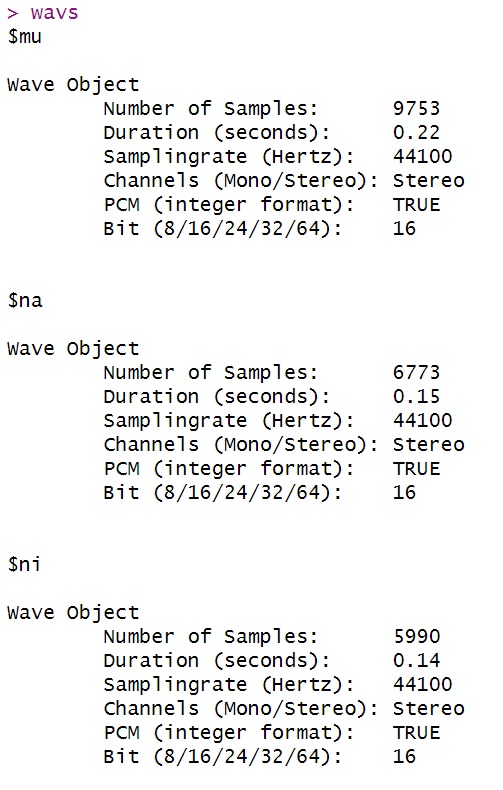 > wavs
$mu
Wave Object
Number of Samples: 9753
Duration (seconds): 0.22
Samplingrate (Hertz): 44100
Channels (Mono/Stereo): Stereo
PCM (integer format): TRUE
Bit (8/16/24/32/64): 16
$na
Wave Object
Number of Samples: 6773
Duration (seconds): 0.15
Samplingrate (Hertz): 44100
Channels (Mono/Stereo): Stereo
PCM (integer format): TRUE
Bit (8/16/24/32/64): 16
$ni
Wave Object
Number of Samples: 5990
Duration (seconds): 0.14
Samplingrate (Hertz): 44100
Channels (Mono/Stereo): Stereo
PCM (integer format): TRUE
Bit (8/16/24/32/64): 16